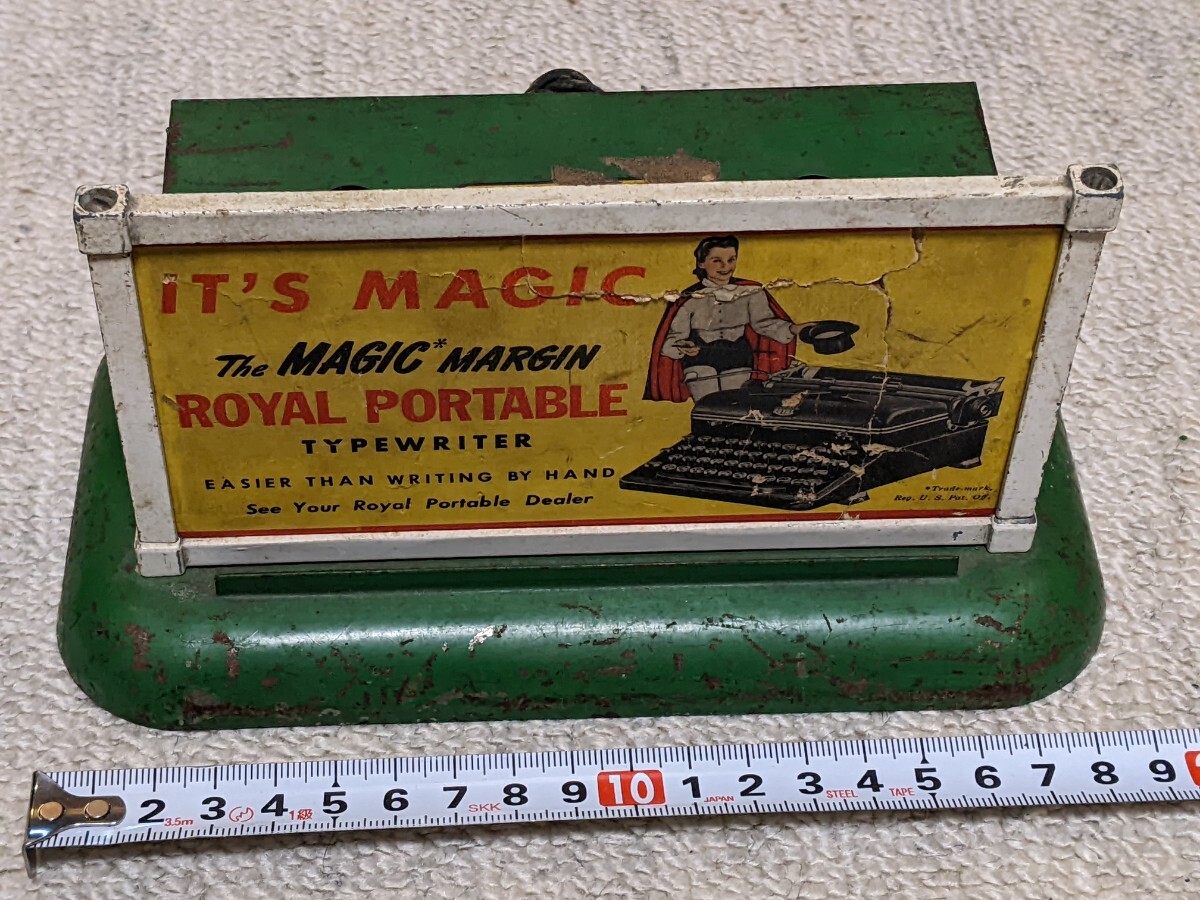 IT'S MAGIC
The MAGIC* MARGIN
ROYAL PORTABLE
TYPEWRITER
EASIER THAN WRITING BY HAND
See Your Royal Portable Dealer
*Trade-mark.
Reg. U. S. Pat. Off.
2 3 4 5 6 7 8 9 10 1 2 3 4 5 6 7 8 9
3.5m 1級 SKK JAPAN STEEL TAPE